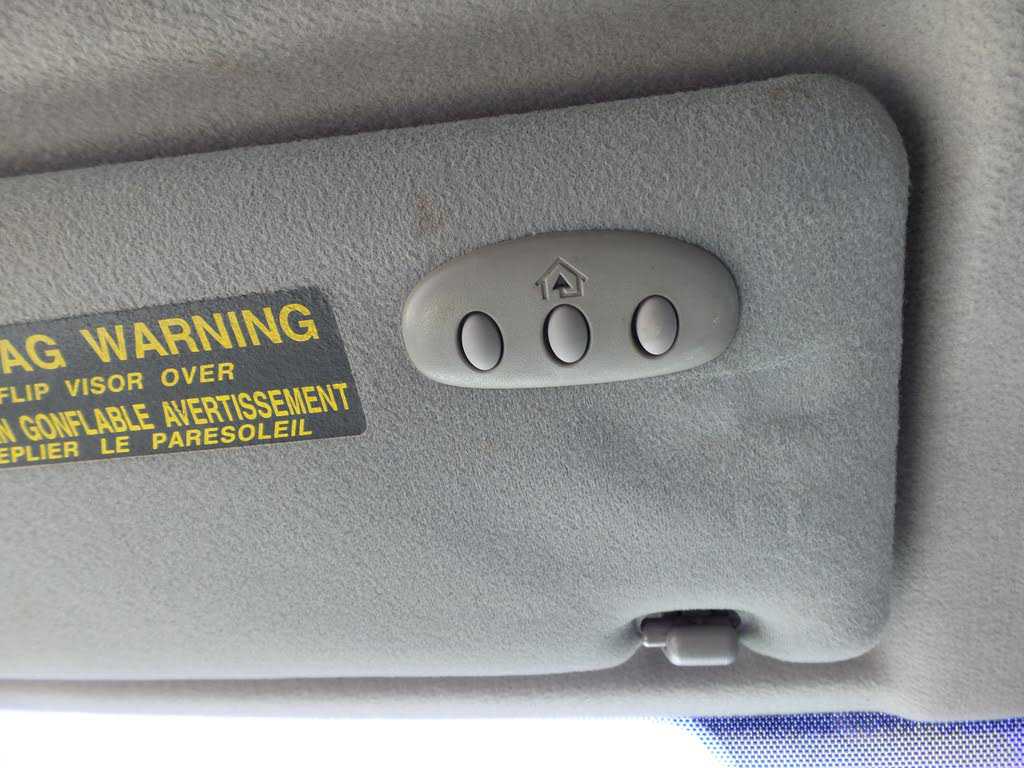 AG WARNING
FLIP VISOR OVER
N GONFLABLE AVERTISSEMENT
EPLIER LE PARESOLEIL